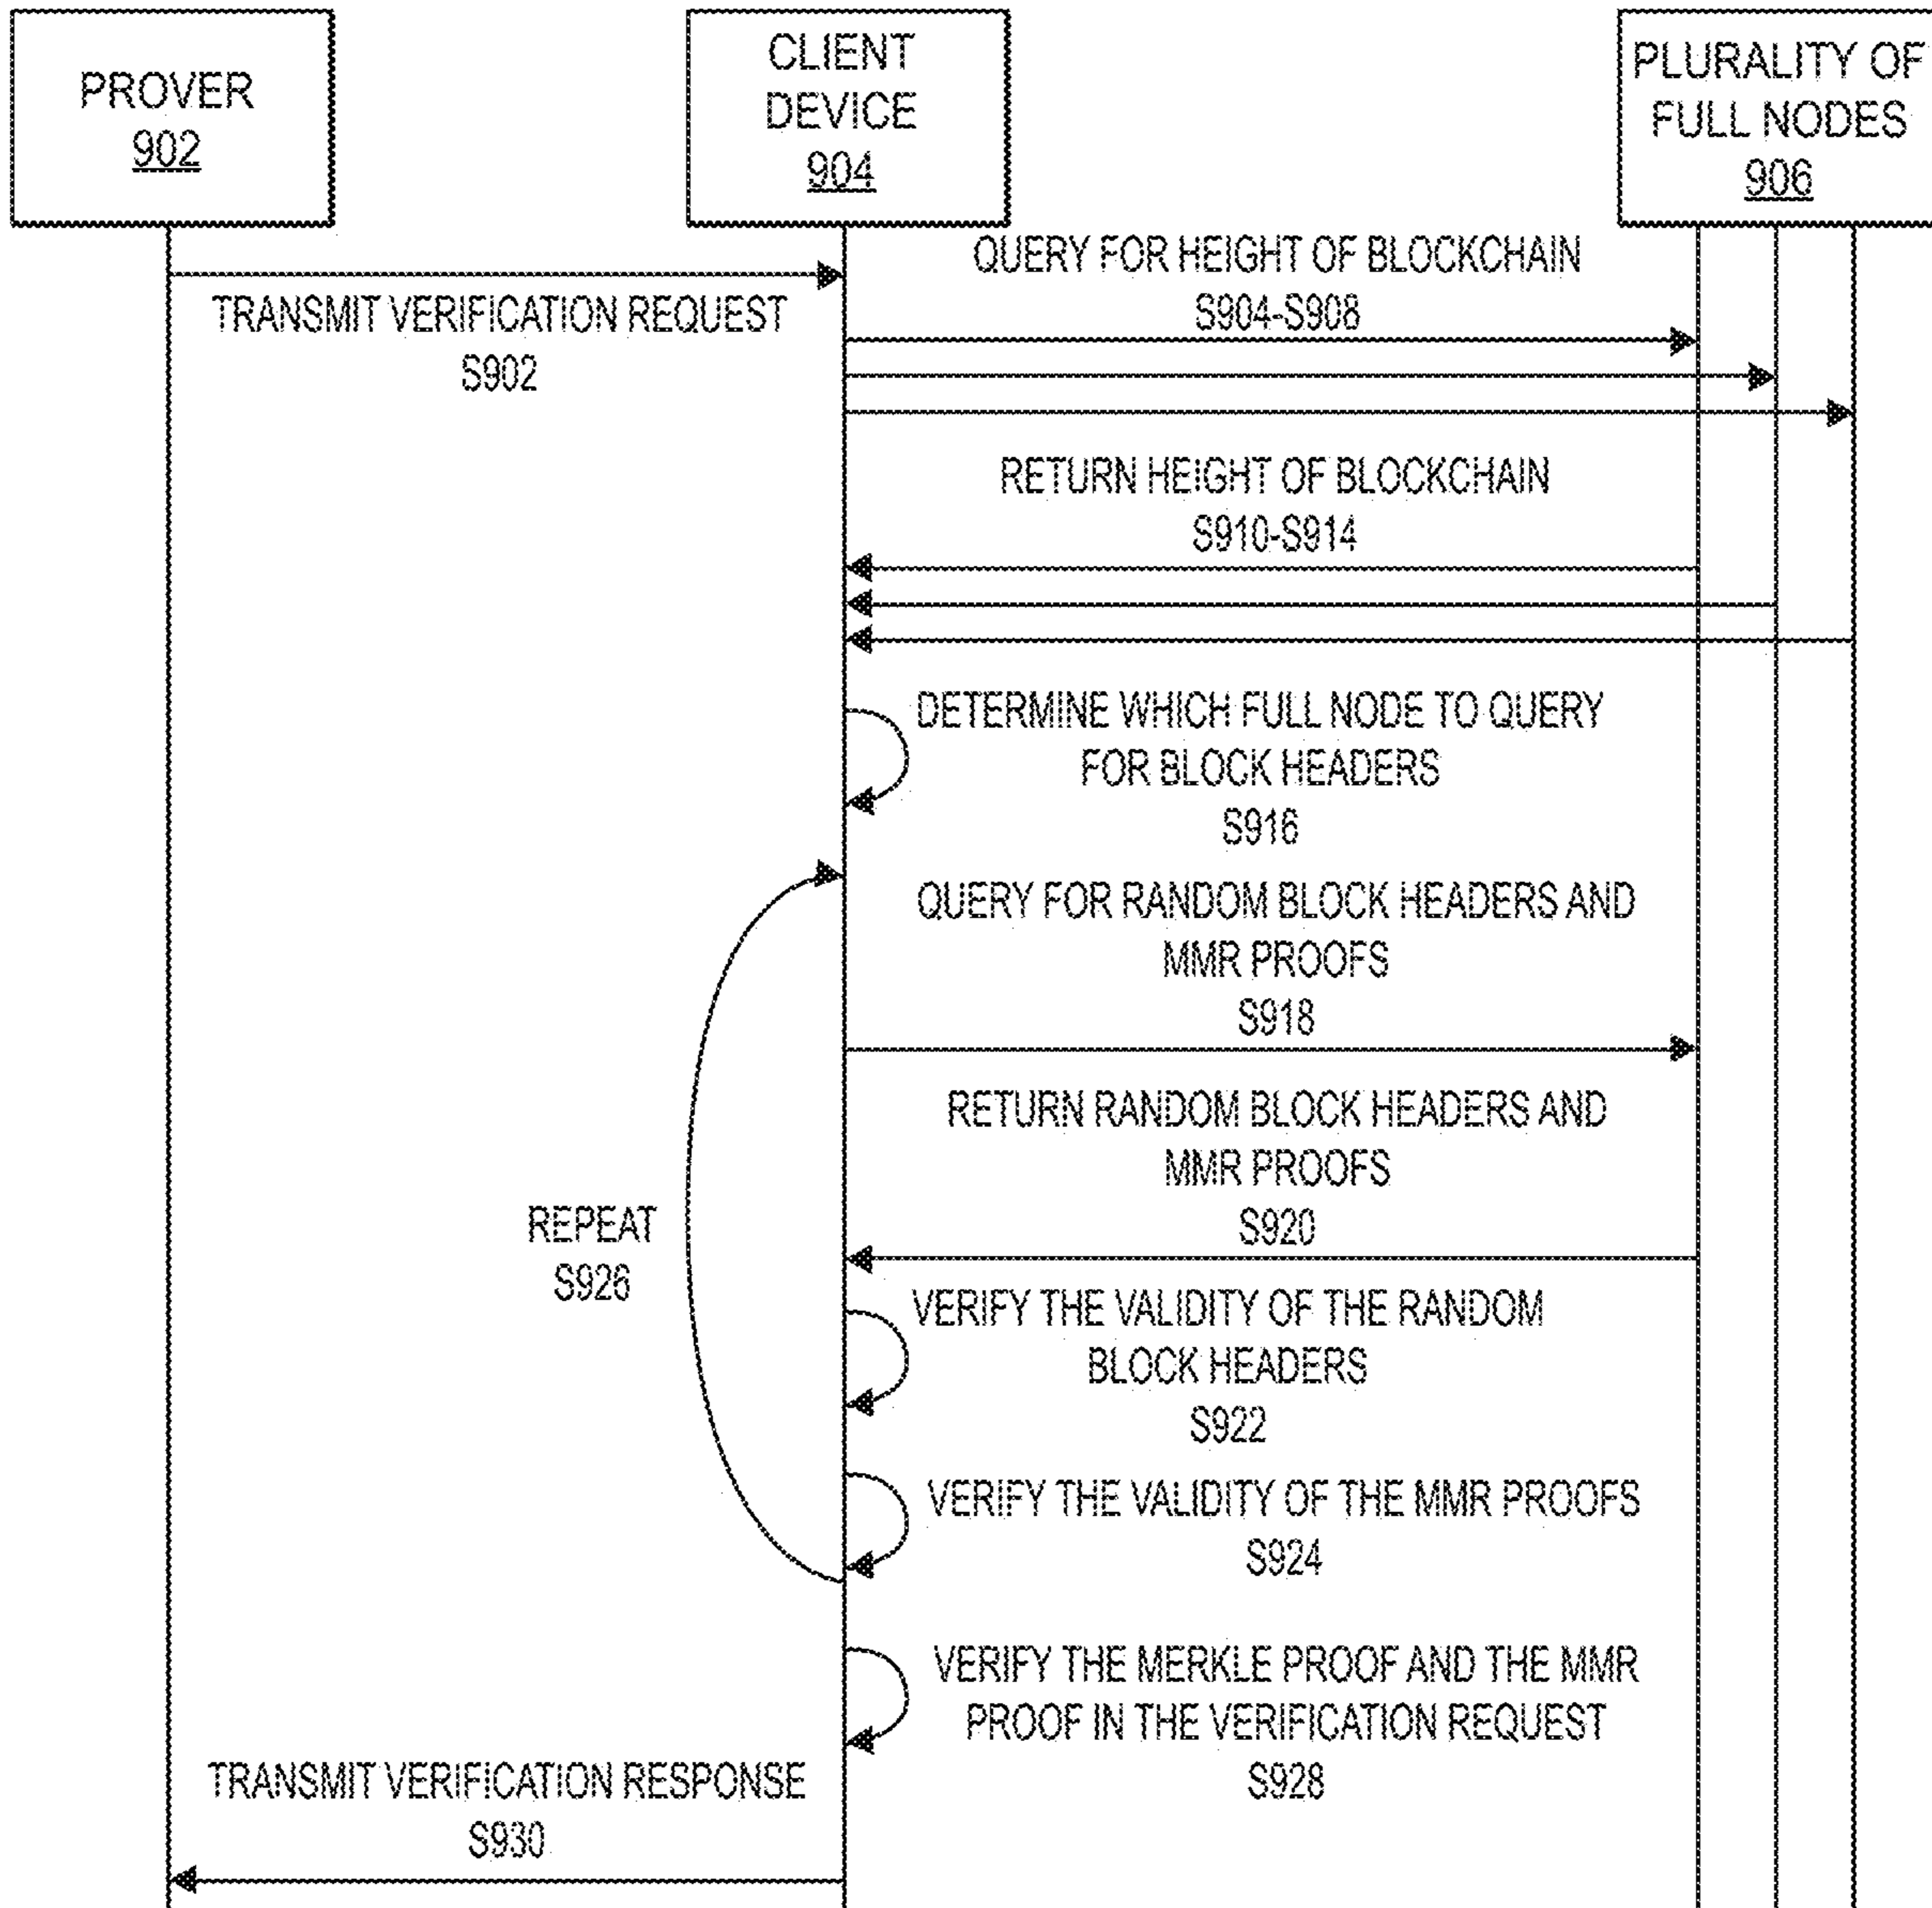 PROVER
902
CLIENT
DEVICE
904
PLURALITY OF
FULL NODES
906
TRANSMIT VERIFICATION REQUEST
S902
QUERY FOR HEIGHT OF BLOCKCHAIN
S904-S908
RETURN HEIGHT OF BLOCKCHAIN
S910-S914
DETERMINE WHICH FULL NODE TO QUERY
FOR BLOCK HEADERS
S916
QUERY FOR RANDOM BLOCK HEADERS AND
MMR PROOFS
S918
RETURN RANDOM BLOCK HEADERS AND
MMR PROOFS
S920
REPEAT
S926
VERIFY THE VALIDITY OF THE RANDOM
BLOCK HEADERS
S922
VERIFY THE VALIDITY OF THE MMR PROOFS
S924
VERIFY THE MERKLE PROOF AND THE MMR
PROOF IN THE VERIFICATION REQUEST
S928
TRANSMIT VERIFICATION RESPONSE
S930